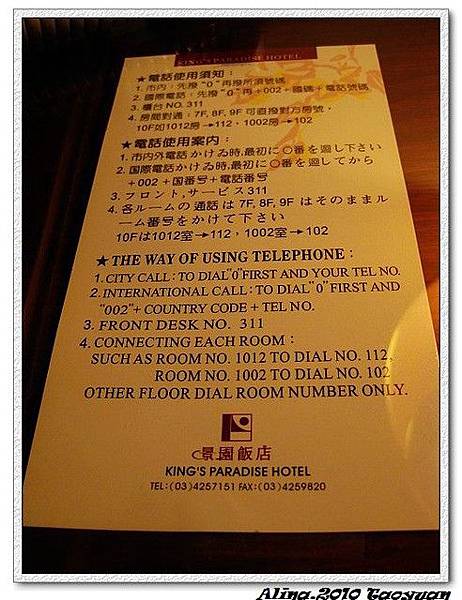 KING'S PARADISE HOTEL
★電話使用須知：
1. 市內：先撥"0"再撥所須號碼
2. 國際電話：先撥"0"再+002+國碼+電話號碼
3. 櫃台 NO. 311
4. 房間對通：7F, 8F, 9F 可直撥對方房號，
10F如1012房→112，1002房→102
★電話使用案內：
1. 市內外電話かける時,最初に〇番を廻し下さい
2. 国際電話かける時,最初に〇番を廻してから
+002+国番号+電話番号
3. フロント,サービス311
4. 各ルームの通話は 7F, 8F, 9F はそのままル
ーム番号をかけて下さい
10Fは1012室→112，1002室→102
★ THE WAY OF USING TELEPHONE：
1. CITY CALL：TO DIAL"0"FIRST AND YOUR TEL NO.
2. INTERNATIONAL CALL：TO DIAL"0"FIRST AND
"002"+ COUNTRY CODE + TEL NO.
3. FRONT DESK NO. 311
4. CONNECTING EACH ROOM：
SUCH AS ROOM NO. 1012 TO DIAL NO. 112、
ROOM NO. 1002 TO DIAL NO. 102
OTHER FLOOR DIAL ROOM NUMBER ONLY.
景園飯店
KING'S PARADISE HOTEL
TEL:(03)4257151 FAX:(03)4259820
Alina-2010 Taoyuan